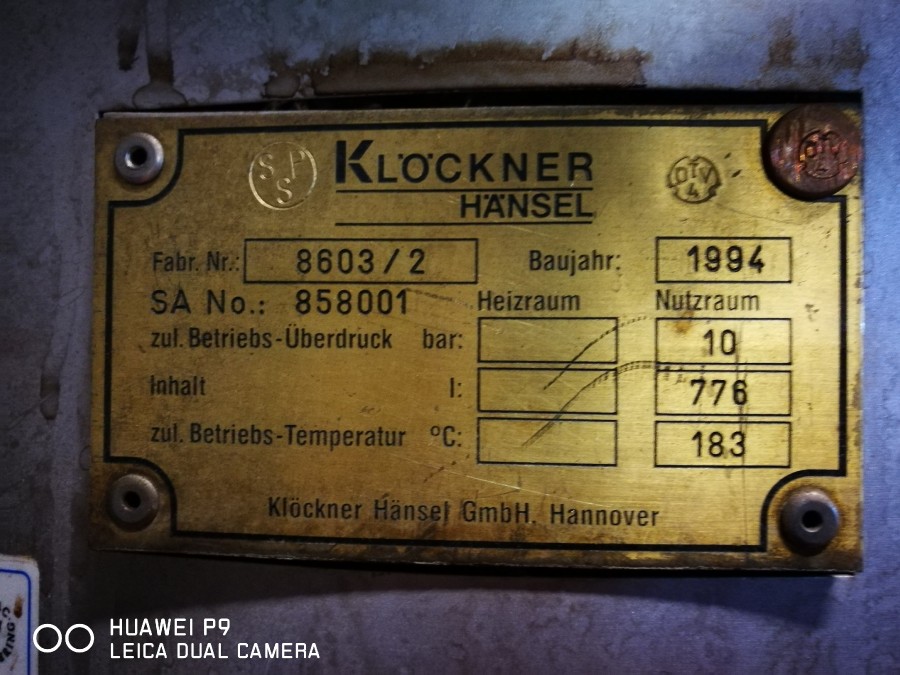 SPS
KLÖCKNER
HÄNSEL
Fabr. Nr.: 8603/2 Baujahr: 1994
SA No.: 858001 Heizraum Nutzraum
zul. Betriebs-Überdruck bar: 10
Inhalt l: 776
zul. Betriebs-Temperatur °C: 183
Klöckner Hänsel GmbH, Hannover
HUAWEI P9
LEICA DUAL CAMERA